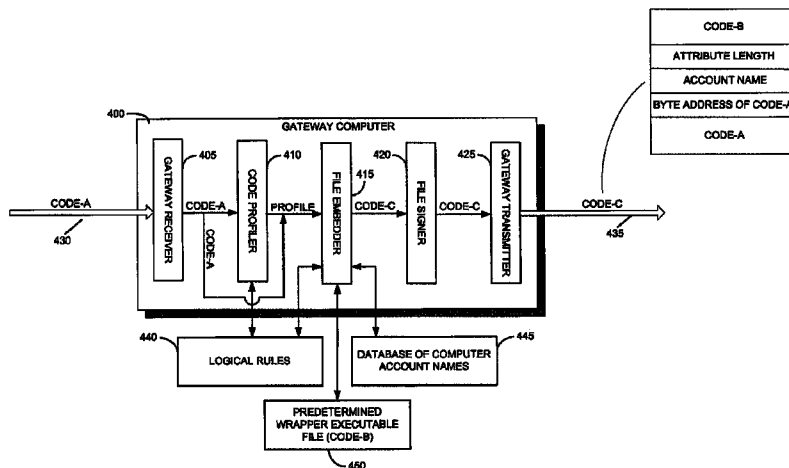 CODE-B
ATTRIBUTE LENGTH
ACCOUNT NAME
BYTE ADDRESS OF CODE-A
CODE-A
400
GATEWAY COMPUTER
405
410
415
420
425
GATEWAY RECEIVER
CODE PROFILER
FILE EMBEDDER
FILE SIGNER
GATEWAY TRANSMITTER
CODE-A
430
CODE-A
CODE-A
PROFILE
CODE-C
CODE-C
CODE-C
435
440
LOGICAL RULES
DATABASE OF COMPUTER
ACCOUNT NAMES
445
PREDETERMINED
WRAPPER EXECUTABLE
FILE (CODE-B)
450